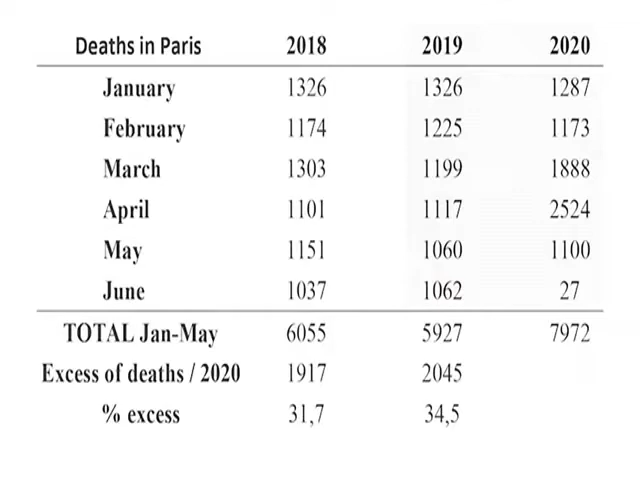 Deaths in Paris 2018 2019 2020
January 1326 1326 1287
February 1174 1225 1173
March 1303 1199 1888
April 1101 1117 2524
May 1151 1060 1100
June 1037 1062 27
TOTAL Jan-May 6055 5927 7972
Excess of deaths / 2020 1917 2045
% excess 31,7 34,5